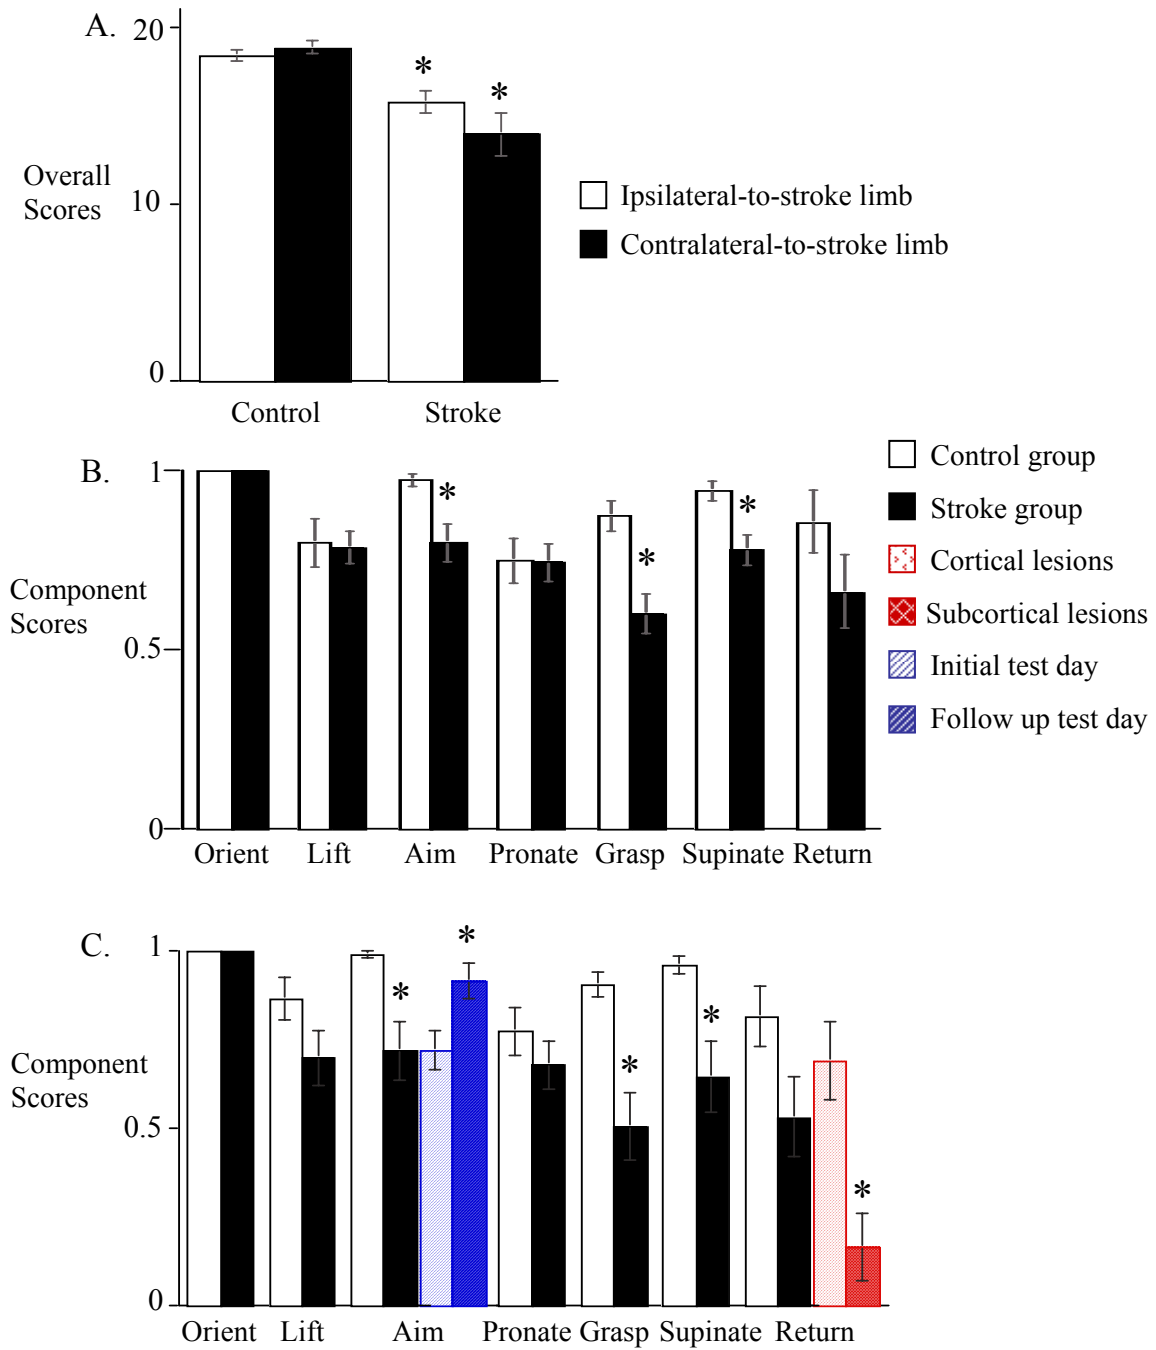 A.
20
10
0
Overall
Scores
*
*
Control
Stroke
Ipsilateral-to-stroke limb
Contralateral-to-stroke limb
B.
1
0.5
0
Component
Scores
*
*
*
Orient Lift Aim Pronate Grasp Supinate Return
Control group
Stroke group
Cortical lesions
Subcortical lesions
Initial test day
Follow up test day
C.
1
0.5
0
Component
Scores
*
*
*
*
*
Orient Lift Aim Pronate Grasp Supinate Return